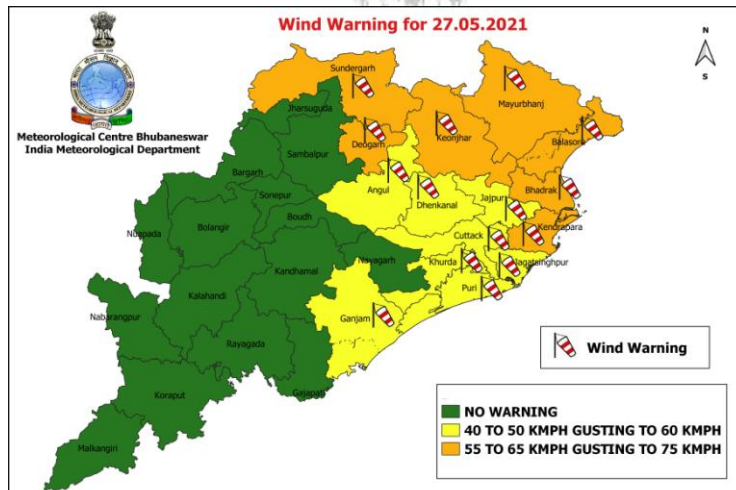 Wind Warning for 27.05.2021
N
S
Meteorological Centre Bhubaneswar
India Meteorological Department
Sundergarh
Mayurbhanj
Jharsuguda
Keonjhar
Balasore
Deogarh
Sambalpur
Bargarh
Angul
Dhenkanal
Bhadrak
Sonepur
Jajpur
Nuapada
Bolangir
Boudh
Cuttack
Kendrapara
Nayagarh
Khurda
Jagatsinghpur
Kandhamal
Puri
Kalahandi
Nabarangpur
Ganjam
Rayagada
Koraput
Gajapati
Malkangiri
Wind Warning
NO WARNING
40 TO 50 KMPH GUSTING TO 60 KMPH
55 TO 65 KMPH GUSTING TO 75 KMPH